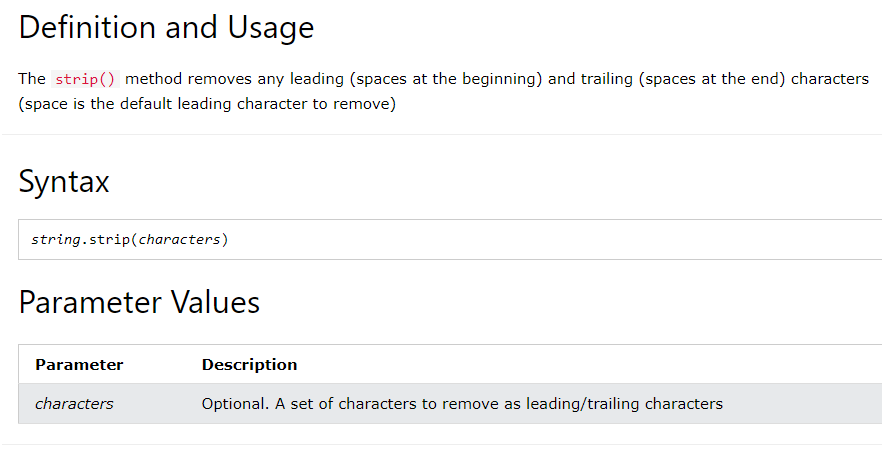 Definition and Usage
The strip() method removes any leading (spaces at the beginning) and trailing (spaces at the end) characters
(space is the default leading character to remove)
Syntax
string.strip(characters)
Parameter Values
Parameter Description
characters Optional. A set of characters to remove as leading/trailing characters